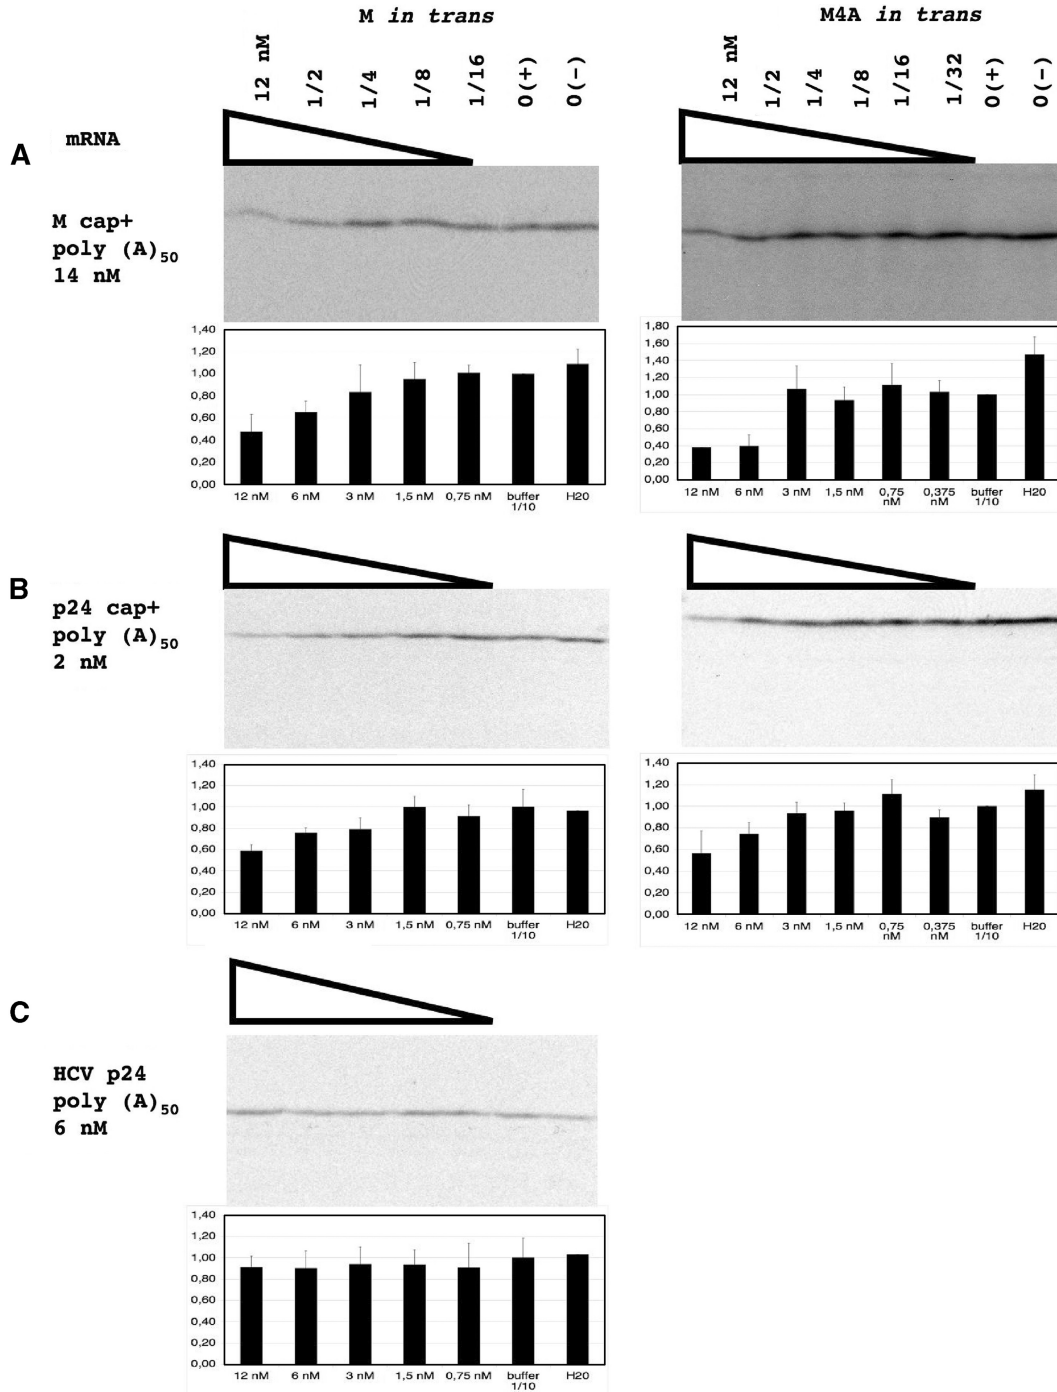 M in trans
M4A in trans
12 nM 1/2 1/4 1/8 1/16 0(+) 0(-)
12 nM 1/2 1/4 1/8 1/16 1/32 0(+) 0(-)
A
mRNA
M cap+
poly (A)50
14 nM
1,40
1,20
1,00
0,80
0,60
0,40
0,20
0,00
12 nM 6 nM 3 nM 1,5 nM 0,75 nM buffer 1/10 H20
1,80
1,60
1,40
1,20
1,00
0,80
0,60
0,40
0,20
0,00
12 nM 6 nM 3 nM 1,5 nM 0,75 nM 0,375 nM buffer 1/10 H20
B
p24 cap+
poly (A)50
2 nM
1,40
1,20
1,00
0,80
0,60
0,40
0,20
0,00
12 nM 6 nM 3 nM 1,5 nM 0,75 nM buffer 1/10 H20
1,40
1,20
1,00
0,80
0,60
0,40
0,20
0,00
12 nM 6 nM 3 nM 1,5 nM 0,75 nM 0,375 nM buffer 1/10 H20
C
HCV p24
poly (A)50
6 nM
1,40
1,20
1,00
0,80
0,60
0,40
0,20
0,00
12 nM 6 nM 3 nM 1,5 nM 0,75 nM buffer 1/10 H20